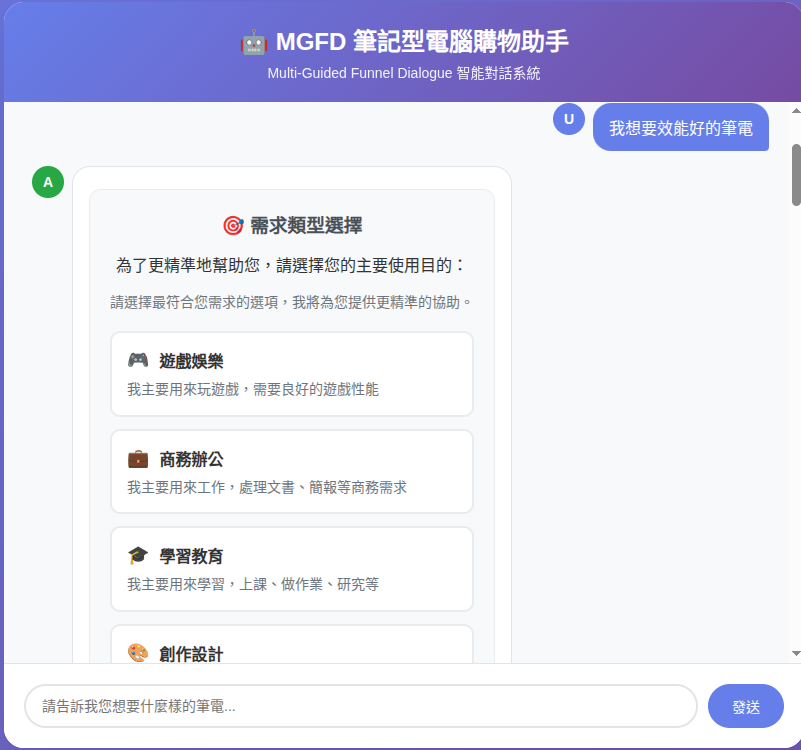 🤖 MGFD 筆記型電腦購物助手
Multi-Guided Funnel Dialogue 智能對話系統
U
我想要效能好的筆電
A
🎯 需求類型選擇
為了更精準地幫助您，請選擇您的主要使用目的：
請選擇最符合您需求的選項，我將為您提供更精準的協助。
🎮 遊戲娛樂
我主要用來玩遊戲，需要良好的遊戲性能
💼 商務辦公
我主要用來工作，處理文書、簡報等商務需求
🎓 學習教育
我主要用來學習，上課、做作業、研究等
🎨 創作設計
請告訴我您想要什麼樣的筆電...
發送